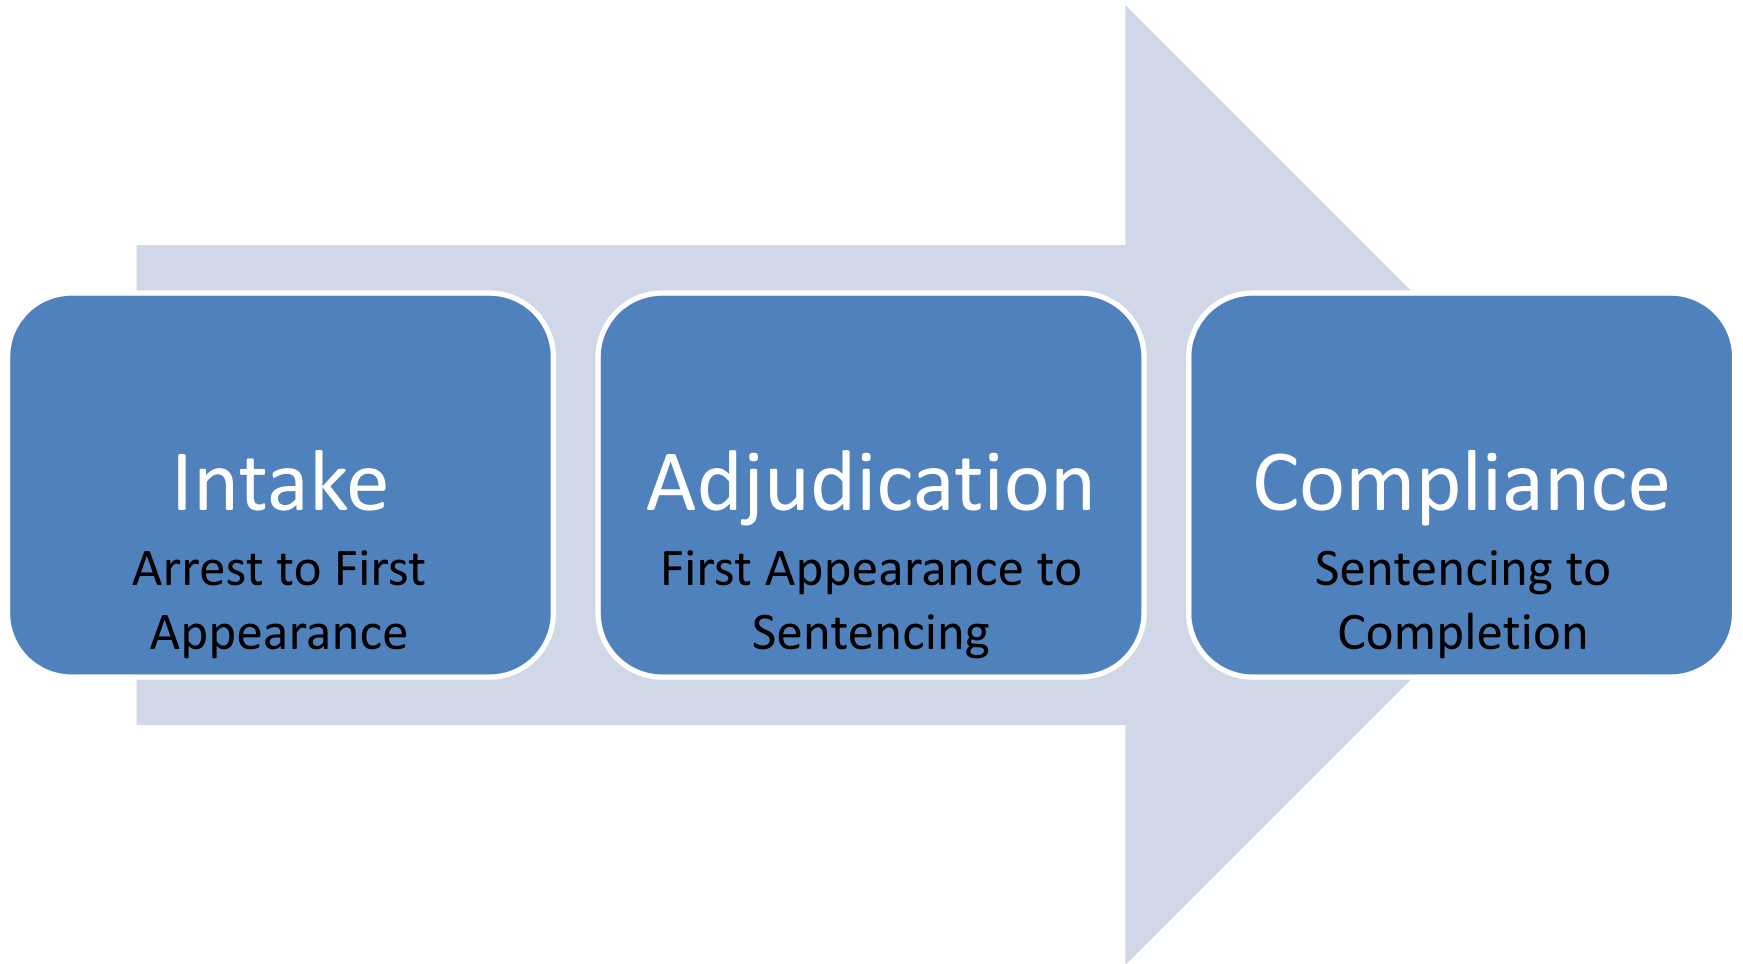 Intake
Arrest to First
Appearance
Adjudication
First Appearance to
Sentencing
Compliance
Sentencing to
Completion